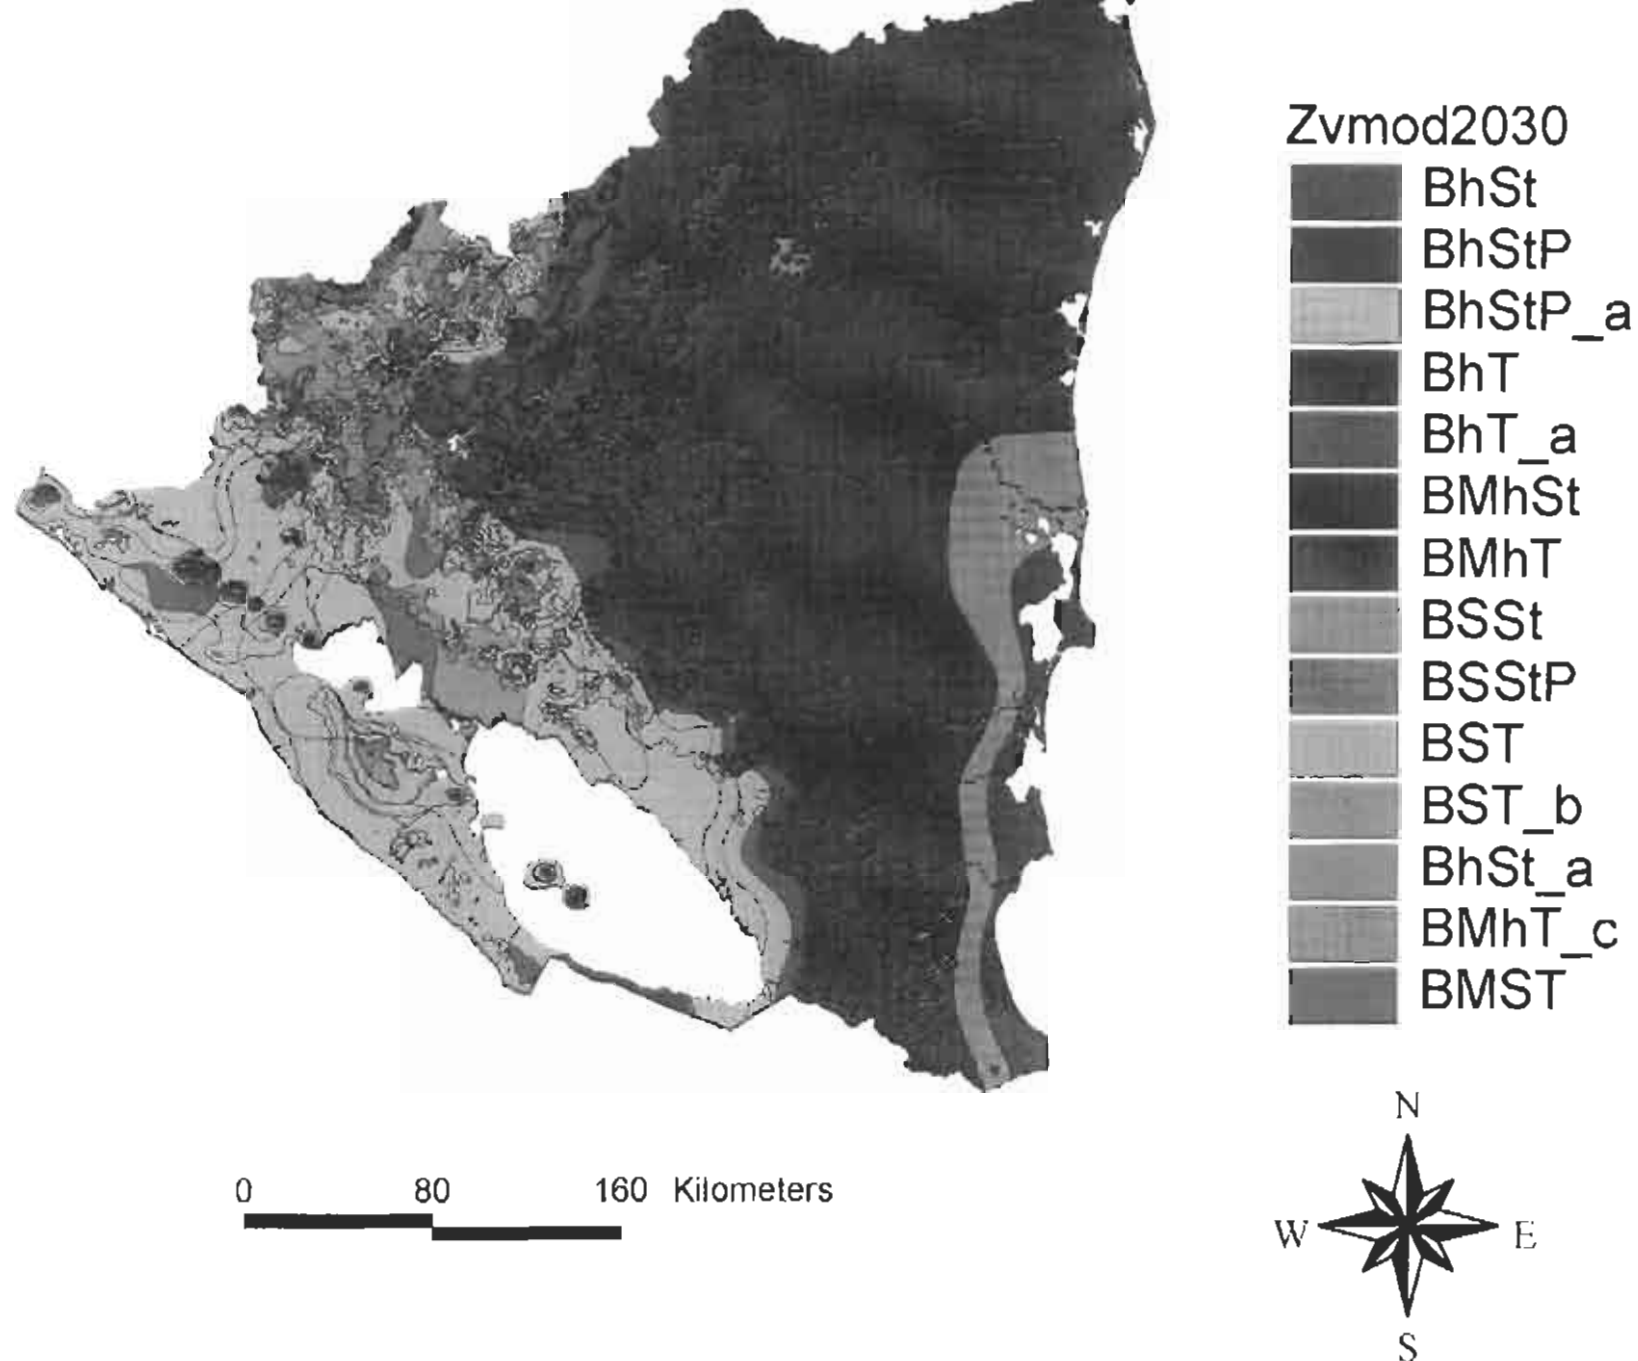 Zvmod2030
BhSt
BhStP
BhStP_a
BhT
BhT_a
BMhSt
BMhT
BSSt
BSStP
BST
BST_b
BhSt_a
BMhT_c
BMST
0 80 160 Kilometers
N
W E
S